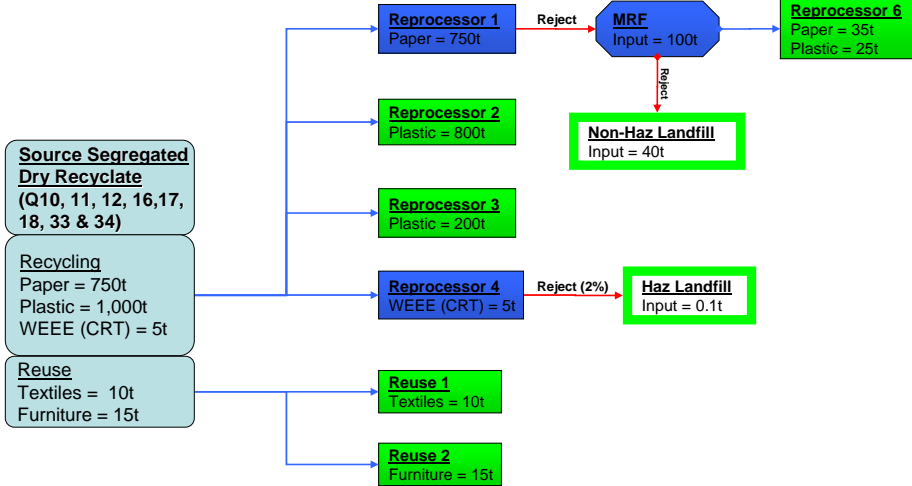 Reprocessor 1
Paper = 750t
Reject
MRF
Input = 100t
Reprocessor 6
Paper = 35t
Plastic = 25t
Reject
Reprocessor 2
Plastic = 800t
Non-Haz Landfill
Input = 40t
Source Segregated
Dry Recyclate
(Q10, 11, 12, 16,17,
18, 33 & 34)
Reprocessor 3
Plastic = 200t
Recycling
Paper = 750t
Plastic = 1,000t
WEEE (CRT) = 5t
Reprocessor 4
WEEE (CRT) = 5t
Reject (2%)
Haz Landfill
Input = 0.1t
Reuse
Textiles =  10t
Furniture = 15t
Reuse 1
Textiles = 10t
Reuse 2
Furniture = 15t